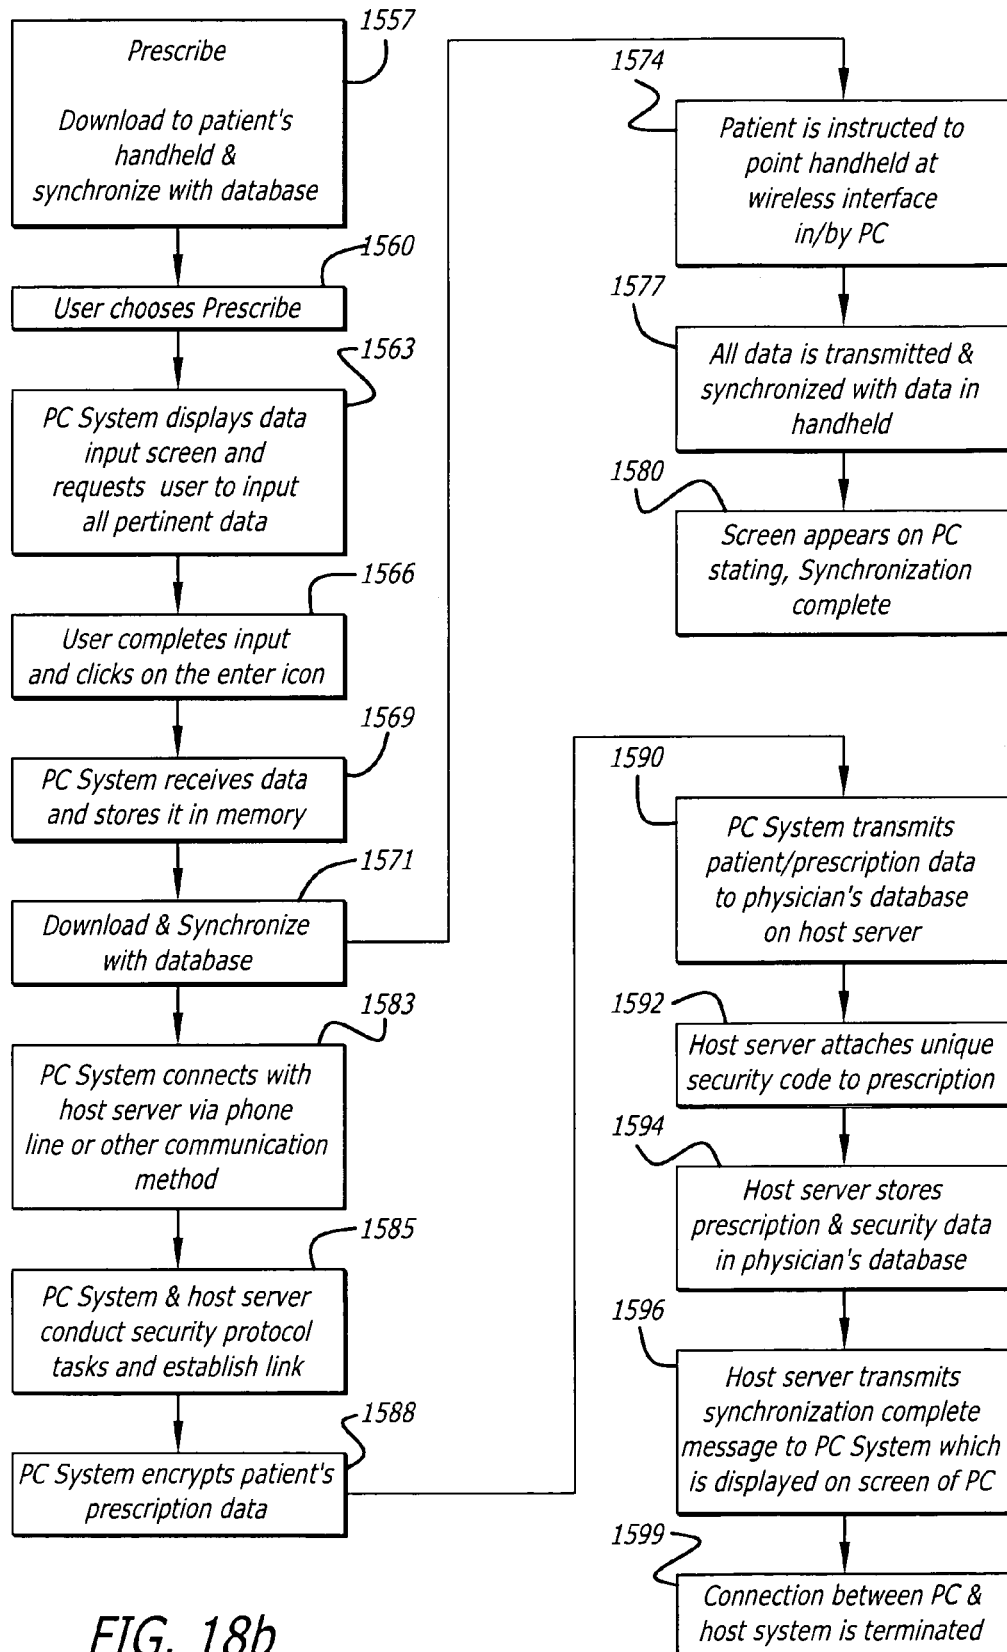 1557
Prescribe
Download to patient's
handheld &
synchronize with database
1560
User chooses Prescribe
1563
PC System displays data
input screen and
requests user to input
all pertinent data
1566
User completes input
and clicks on the enter icon
1569
PC System receives data
and stores it in memory
1571
Download & Synchronize
with database
1583
PC System connects with
host server via phone
line or other communication
method
1585
PC System & host server
conduct security protocol
tasks and establish link
1588
PC System encrypts patient's
prescription data
1574
Patient is instructed to
point handheld at
wireless interface
in/by PC
1577
All data is transmitted &
synchronized with data in
handheld
1580
Screen appears on PC
stating, Synchronization
complete
1590
PC System transmits
patient/prescription data
to physician's database
on host server
1592
Host server attaches unique
security code to prescription
1594
Host server stores
prescription & security data
in physician's database
1596
Host server transmits
synchronization complete
message to PC System which
is displayed on screen of PC
1599
Connection between PC &
host system is terminated
FIG. 18b